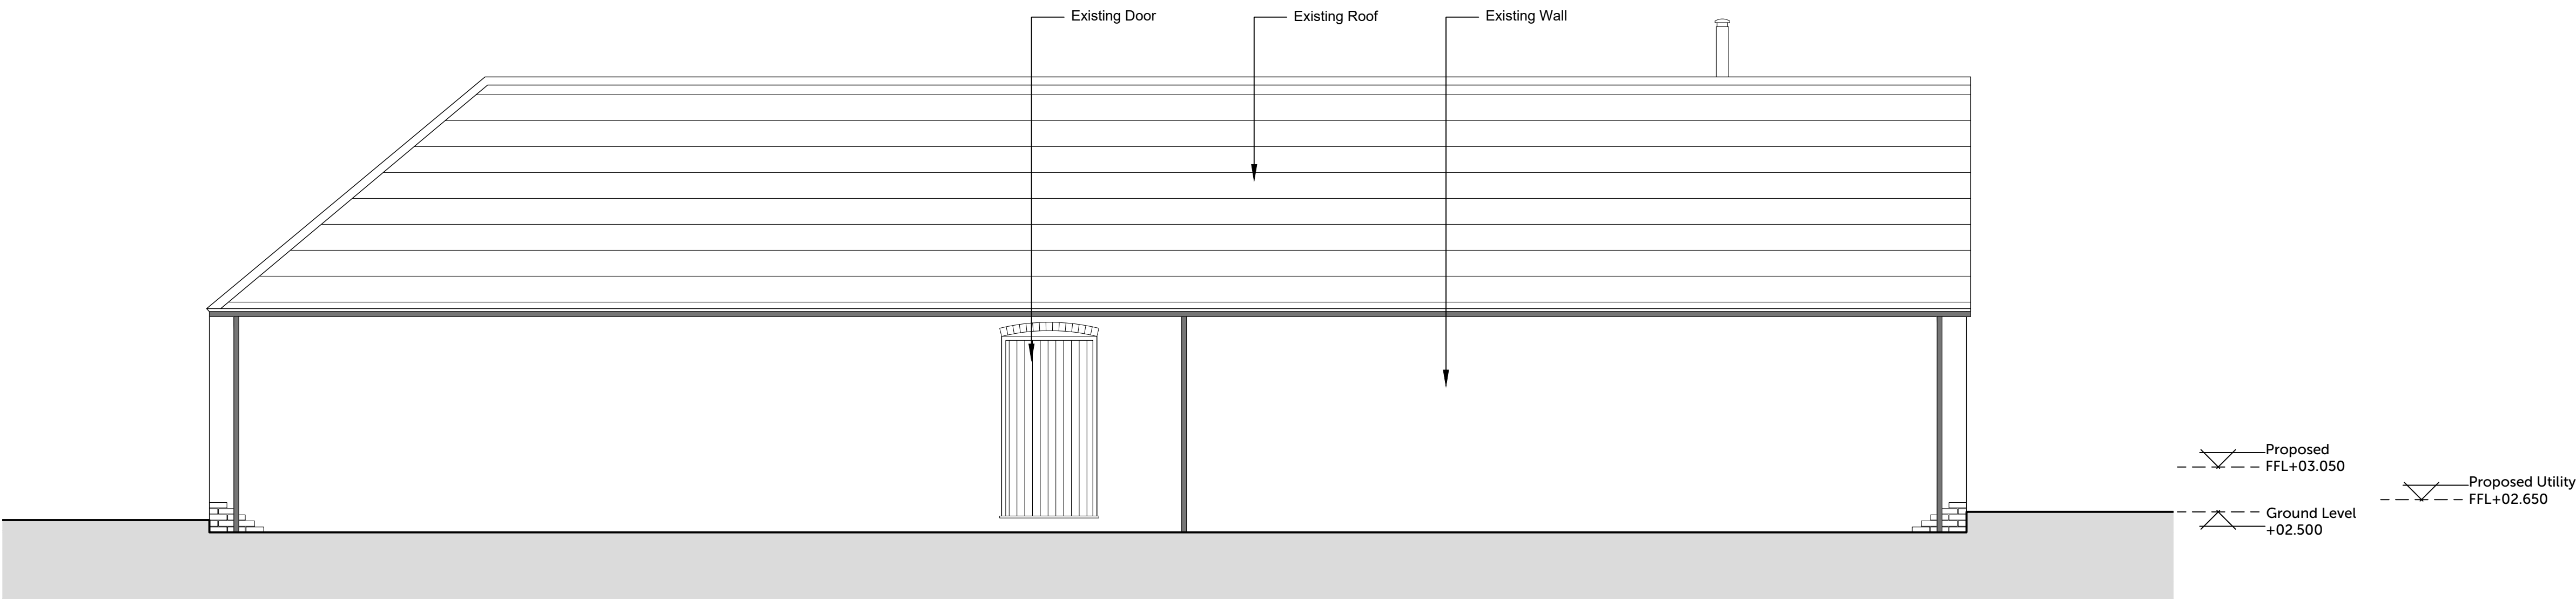 Existing Door
Existing Roof
Existing Wall
Proposed
FFL+03.050
Proposed Utility
FFL+02.650
Ground Level
+02.500